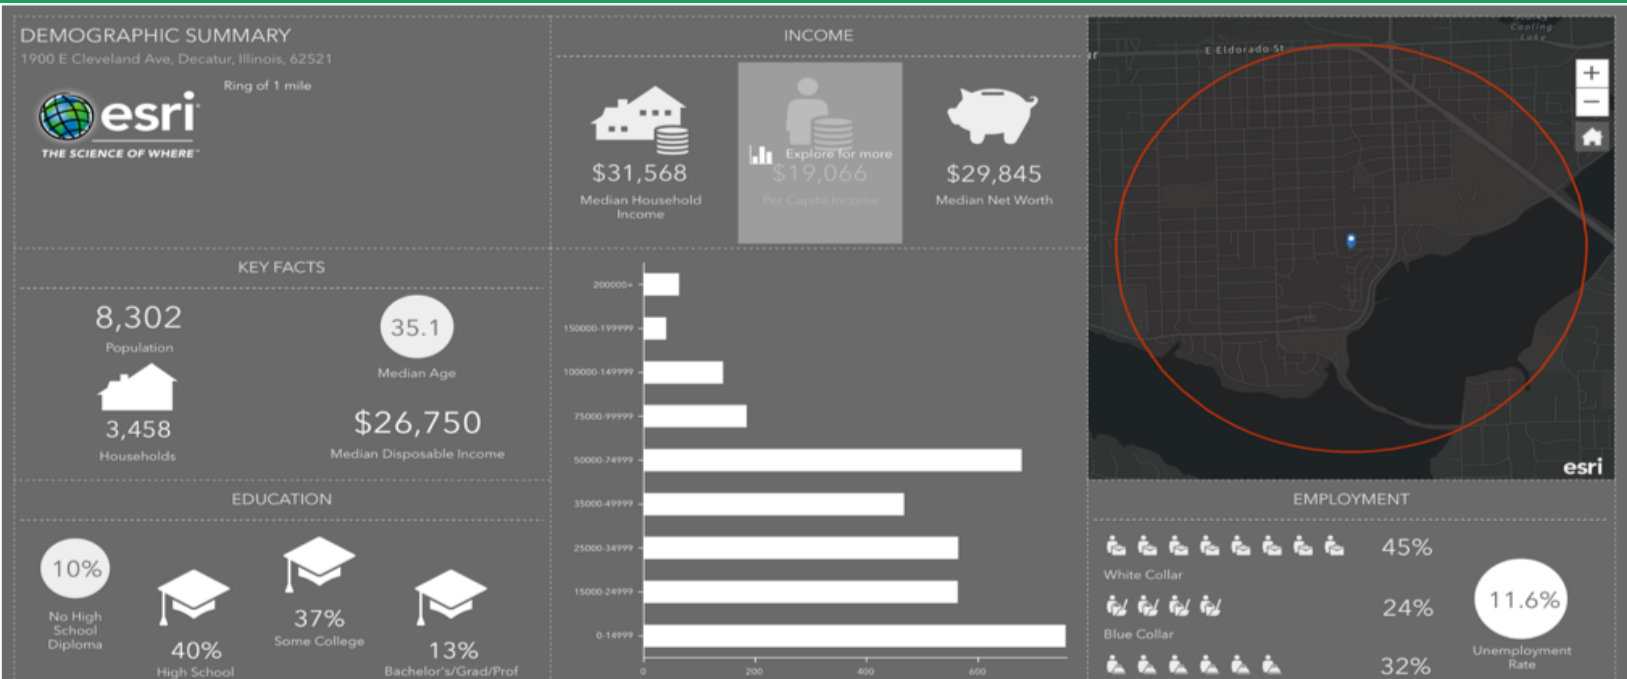 DEMOGRAPHIC SUMMARY
1900 E Cleveland Ave, Decatur, Illinois, 62521
Ring of 1 mile
esri
THE SCIENCE OF WHERE™
KEY FACTS
8,302
Population
35.1
Median Age
3,458
Households
$26,750
Median Disposable Income
EDUCATION
10%
No High
School
Diploma
40%
High School
37%
Some College
13%
Bachelor's/Grad/Prof
INCOME
$31,568
Median Household
Income
Explore for more
$19,066
Per Capita Income
$29,845
Median Net Worth
200000+
150000-199999
100000-149999
75000-99999
50000-74999
35000-49999
25000-34999
15000-24999
0-14999
0 200 400 600
E Eldorado St
Cooling
Lake
+
−
esri
EMPLOYMENT
45%
White Collar
24%
Blue Collar
32%
11.6%
Unemployment
Rate